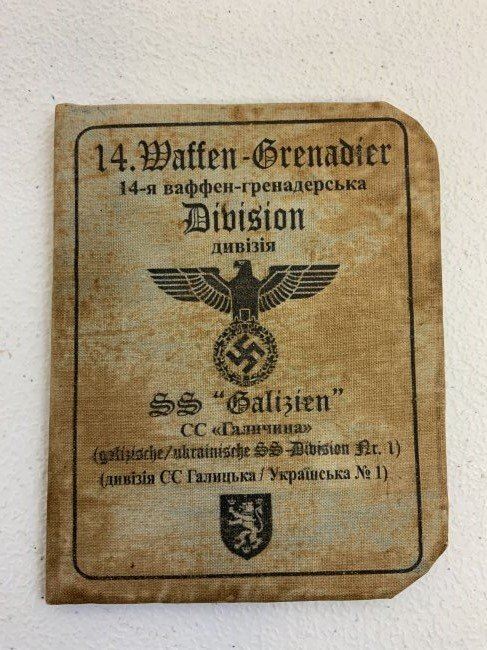 14. Waffen-Grenadier
14-я ваффен-гренадерська
Division
дивізія
SS "Galizien"
СС «Галичина»
(galizische/ukrainische SS-Division Nr. 1)
(дивізія СС Галицька / Українська № 1)